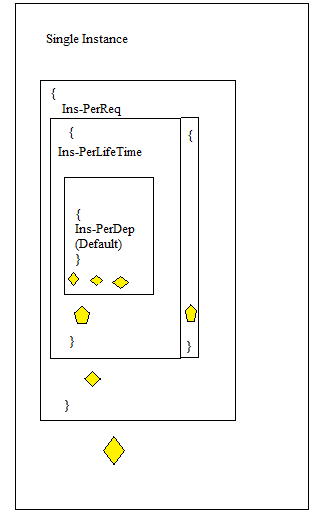 Single Instance
{
Ins-PerReq
{
{
Ins-PerLifeTime
{
Ins-PerDep
(Default)
}
}
}
}